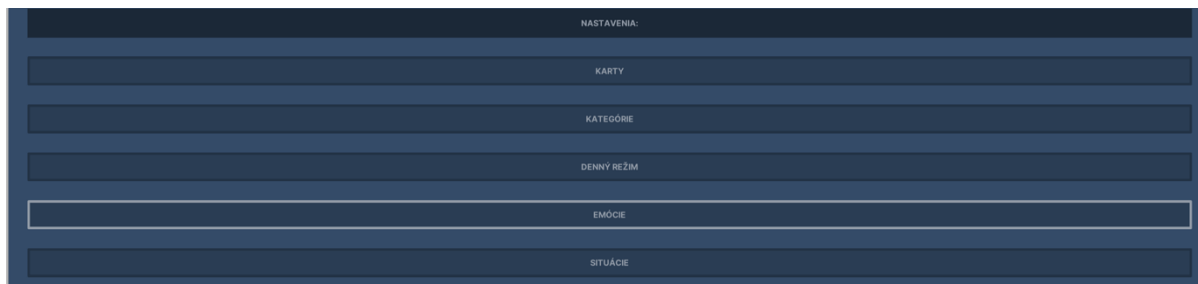 NASTAVENIA:
KARTY
KATEGÓRIE
DENNÝ REŽIM
EMÓCIE
SITUÁCIE